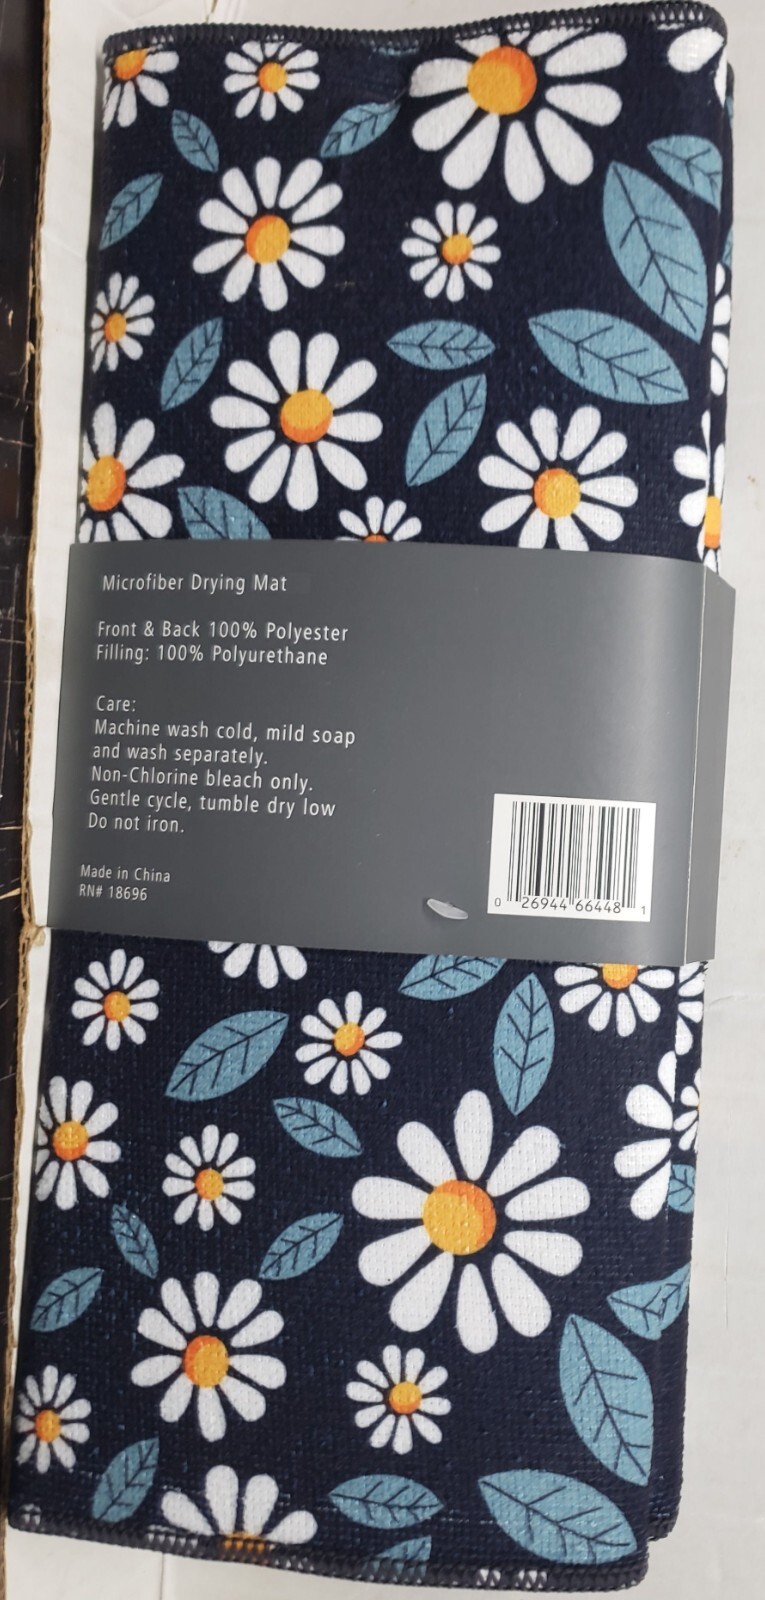 Microfiber Drying Mat
Front & Back 100% Polyester
Filling: 100% Polyurethane
Care:
Machine wash cold, mild soap
and wash separately.
Non-Chlorine bleach only.
Gentle cycle, tumble dry low
Do not iron.
Made in China
RN# 18696
0 26944 66448 1